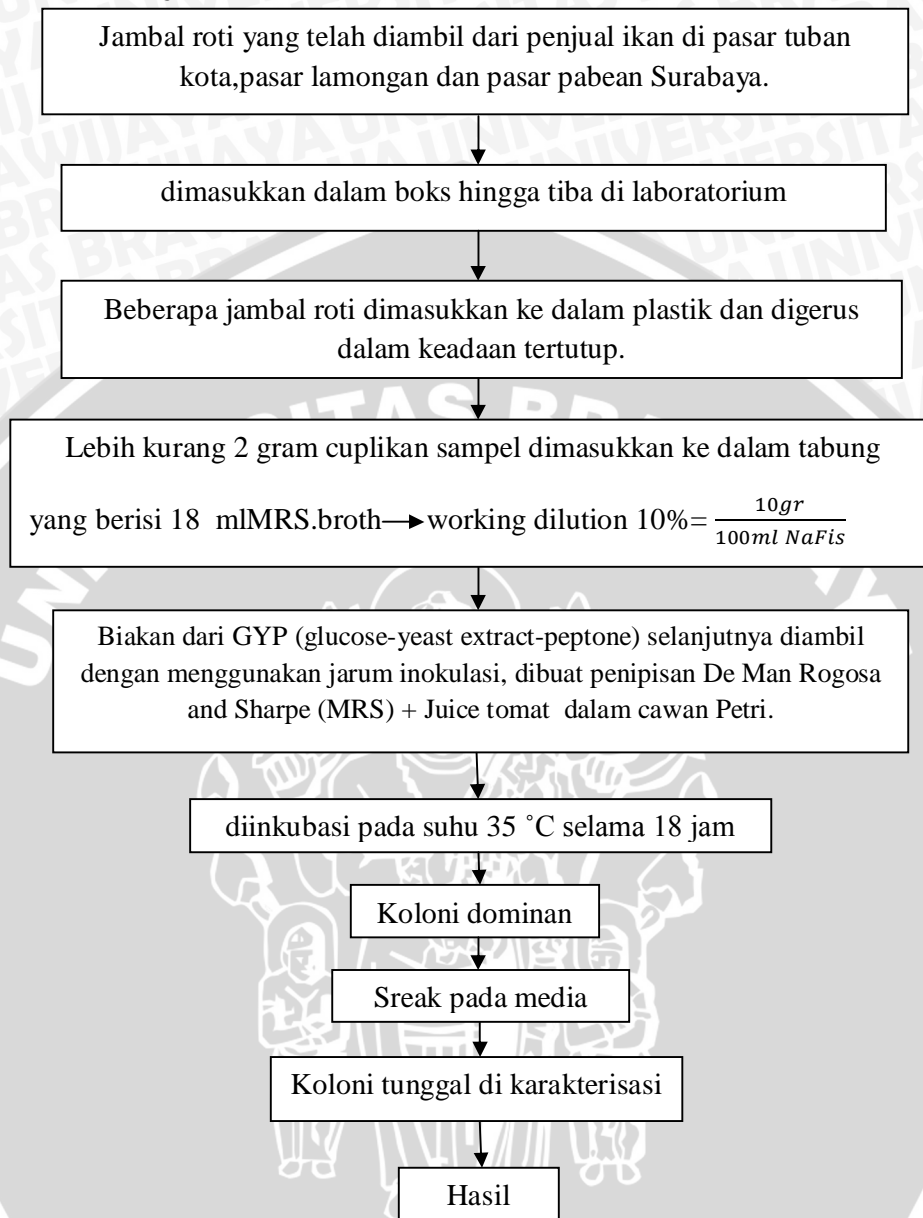 Jambal roti yang telah diambil dari penjual ikan di pasar tuban
kota,pasar lamongan dan pasar pabean Surabaya.
dimasukkan dalam boks hingga tiba di laboratorium
Beberapa jambal roti dimasukkan ke dalam plastik dan digerus
dalam keadaan tertutup.
Lebih kurang 2 gram cuplikan sampel dimasukkan ke dalam tabung
yang berisi 18 mlMRS.broth→working dilution 10%= 10gr/100ml NaFis
Biakan dari GYP (glucose-yeast extract-peptone) selanjutnya diambil
dengan menggunakan jarum inokulasi, dibuat penipisan De Man Rogosa
and Sharpe (MRS) + Juice tomat dalam cawan Petri.
diinkubasi pada suhu 35 ˚C selama 18 jam
Koloni dominan
Sreak pada media
Koloni tunggal di karakterisasi
Hasil